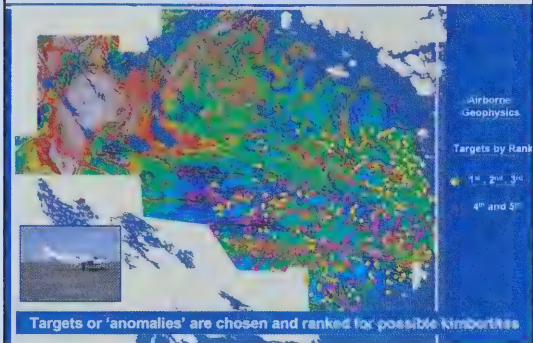 Airborne
Geophysics
Targets by Rank
1st, 2nd, 3rd
4th and 5th
Targets or 'anomalies' are chosen and ranked for possible kimberlites